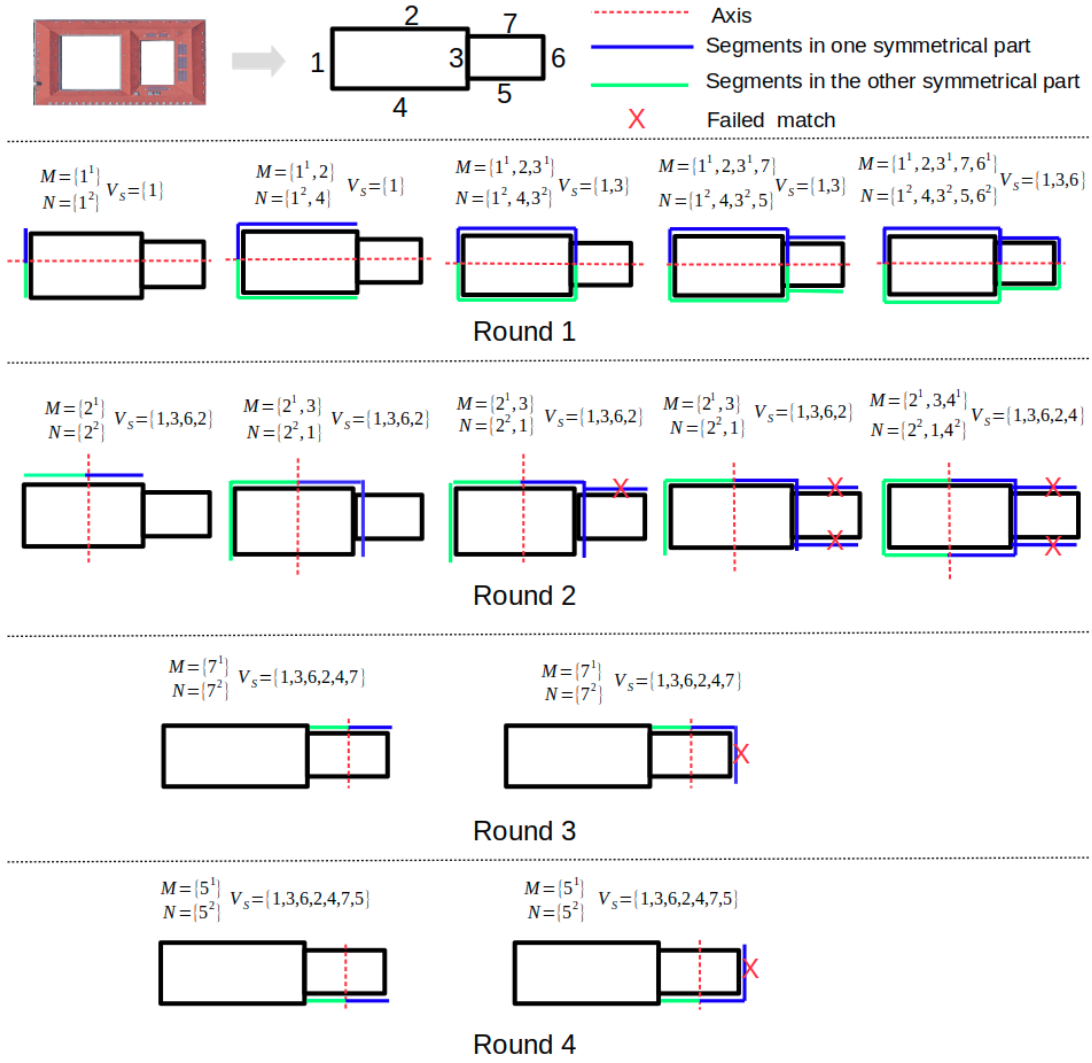 2
7
1
3
6
4
5
Axis
Segments in one symmetrical part
Segments in the other symmetrical part
X Failed match
M={1¹} N={1²} V_S={1}
M={1¹,2} N={1²,4} V_S={1}
M={1¹,2,3¹} N={1²,4,3²} V_S={1,3}
M={1¹,2,3¹,7} N={1²,4,3²,5} V_S={1,3}
M={1¹,2,3¹,7,6¹} N={1²,4,3²,5,6²} V_S={1,3,6}
Round 1
M={2¹} N={2²} V_S={1,3,6,2}
M={2¹,3} N={2²,1} V_S={1,3,6,2}
M={2¹,3} N={2²,1} V_S={1,3,6,2}
M={2¹,3} N={2²,1} V_S={1,3,6,2}
M={2¹,3,4¹} N={2²,1,4²} V_S={1,3,6,2,4}
X
X
X
X
X
Round 2
M={7¹} N={7²} V_S={1,3,6,2,4,7}
M={7¹} N={7²} V_S={1,3,6,2,4,7}
X
Round 3
M={5¹} N={5²} V_S={1,3,6,2,4,7,5}
M={5¹} N={5²} V_S={1,3,6,2,4,7,5}
X
Round 4